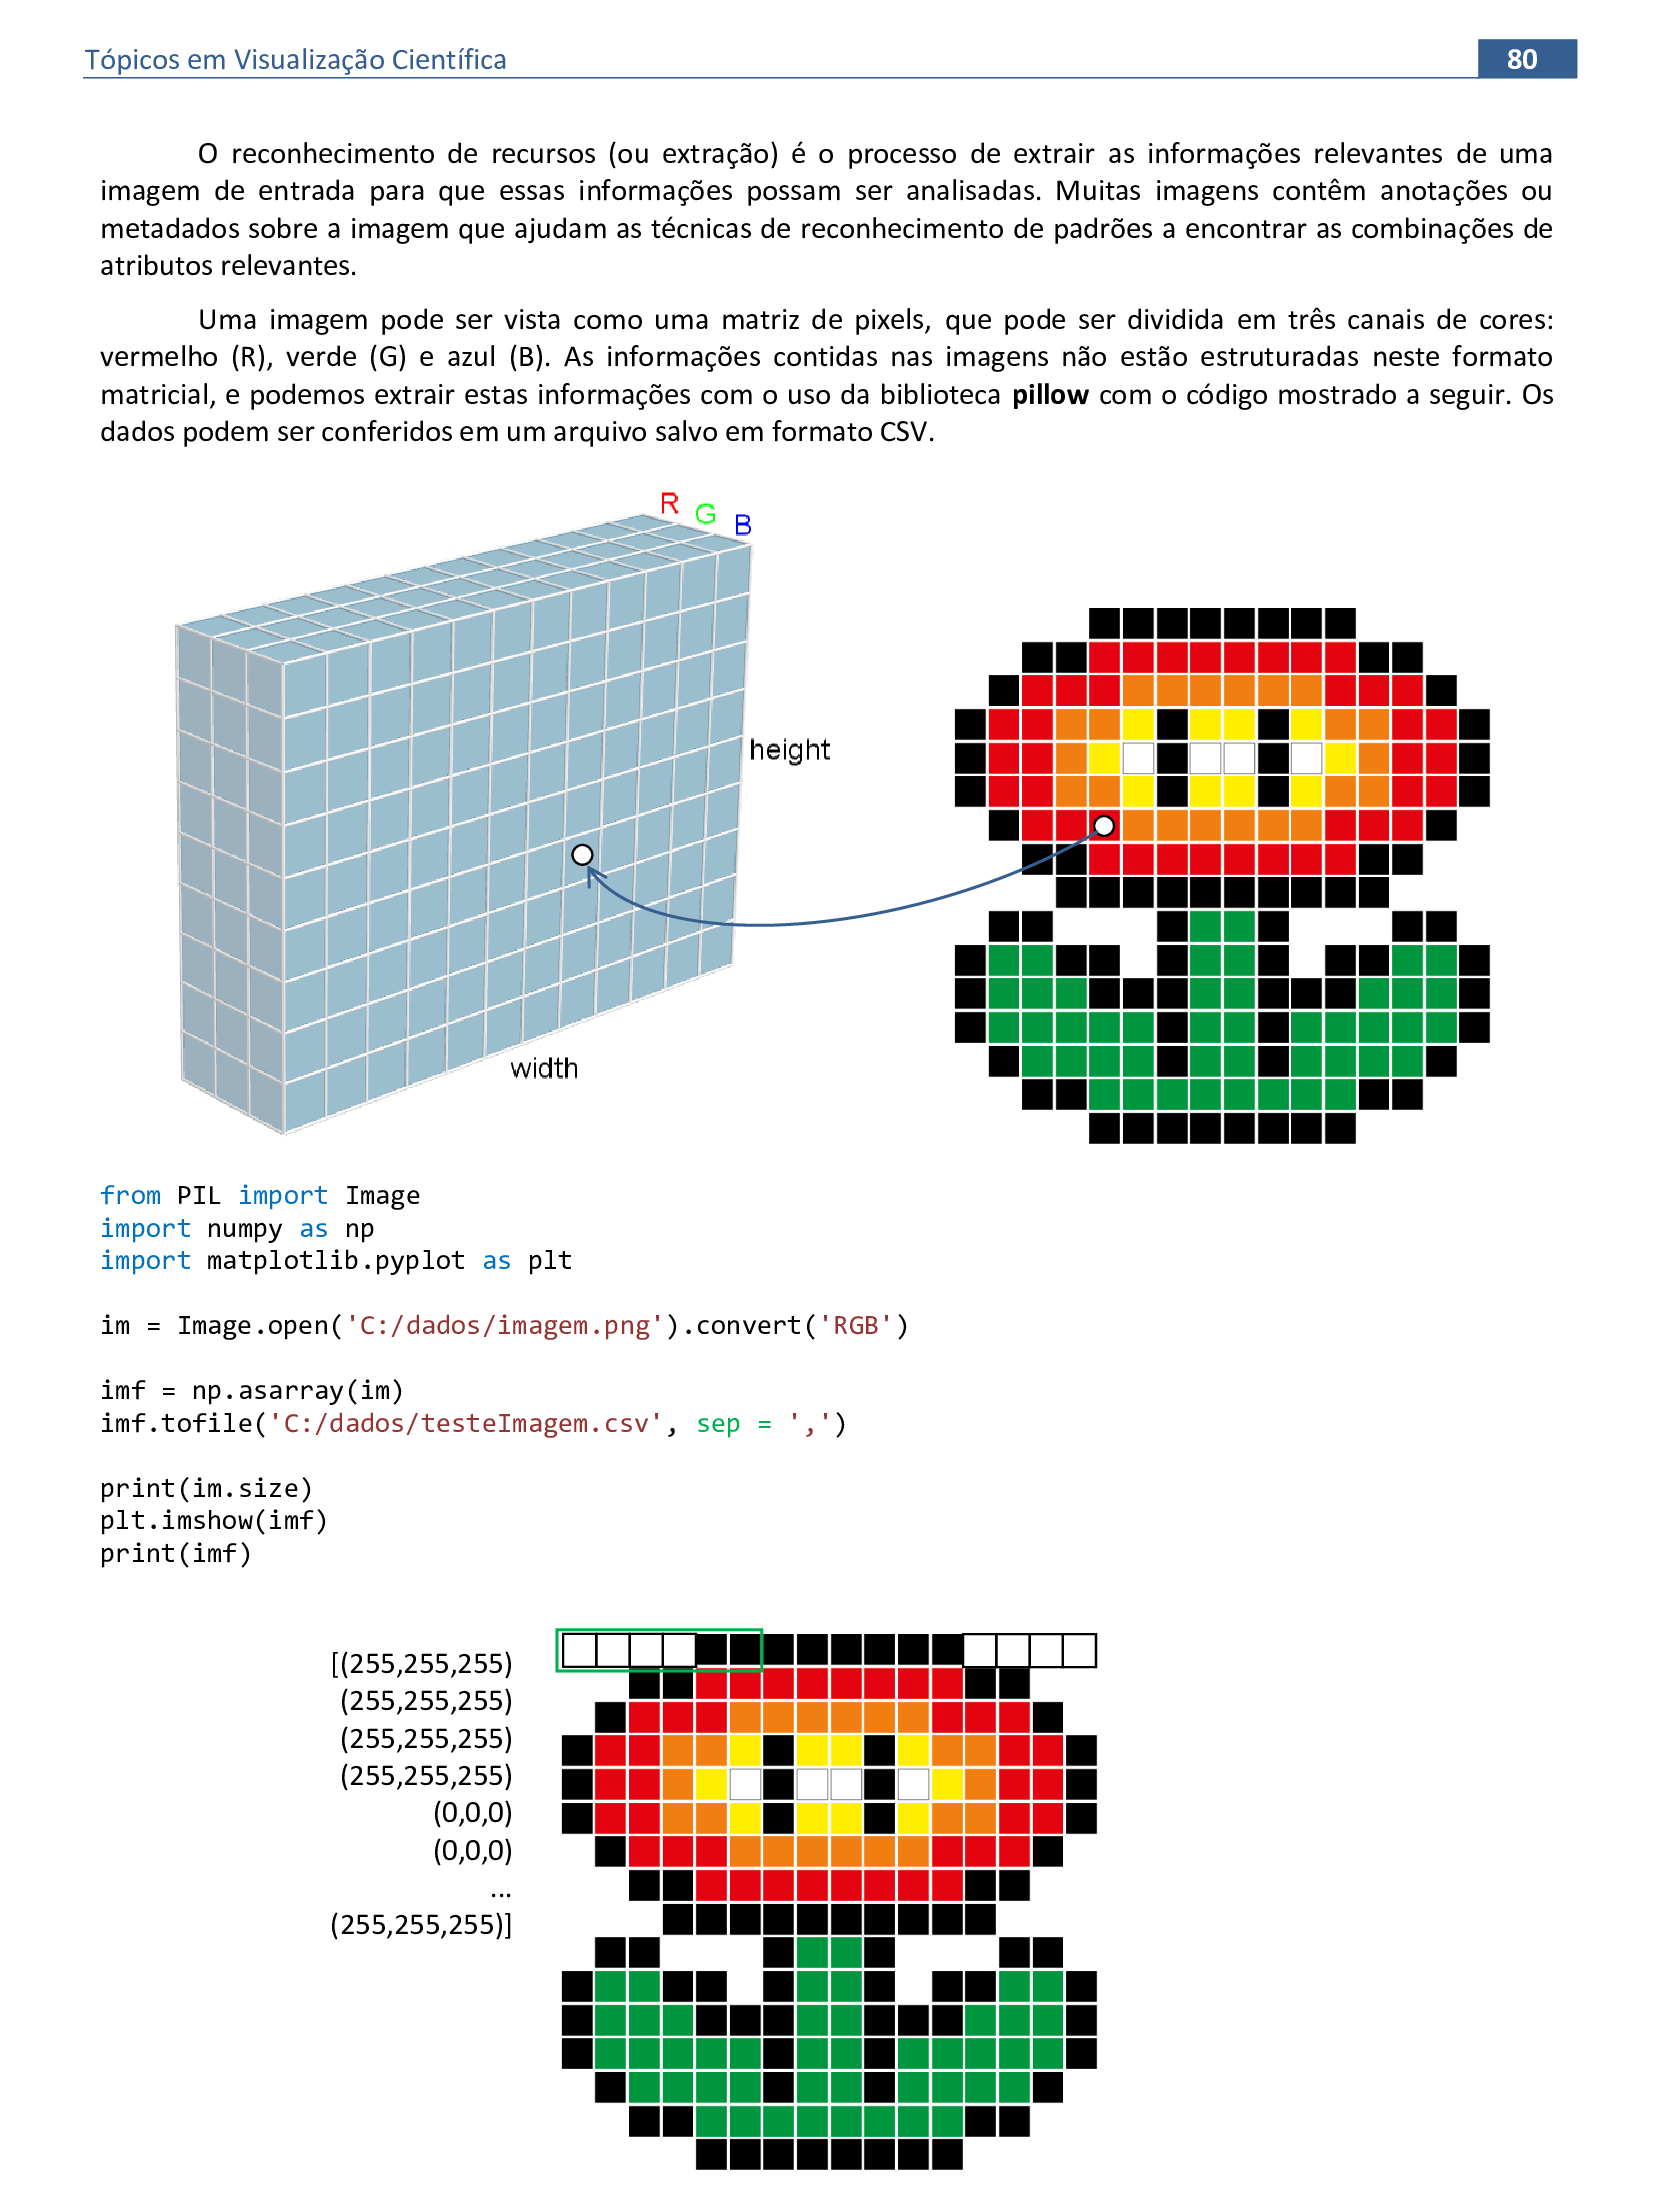 Tópicos em Visualização Científica
80
O reconhecimento de recursos (ou extração) é o processo de extrair as informações relevantes de uma
imagem de entrada para que essas informações possam ser analisadas. Muitas imagens contêm anotações ou
metadados sobre a imagem que ajudam as técnicas de reconhecimento de padrões a encontrar as combinações de
atributos relevantes.
Uma imagem pode ser vista como uma matriz de pixels, que pode ser dividida em três canais de cores:
vermelho (R), verde (G) e azul (B). As informações contidas nas imagens não estão estruturadas neste formato
matricial, e podemos extrair estas informações com o uso da biblioteca pillow com o código mostrado a seguir. Os
dados podem ser conferidos em um arquivo salvo em formato CSV.
R
G
B
height
width
from PIL import Image
import numpy as np
import matplotlib.pyplot as plt
im = Image.open('C:/dados/imagem.png').convert('RGB')
imf = np.asarray(im)
imf.tofile('C:/dados/testeImagem.csv', sep = ',')
print(im.size)
plt.imshow(imf)
print(imf)
[(255,255,255)
(255,255,255)
(255,255,255)
(255,255,255)
(0,0,0)
(0,0,0)
...
(255,255,255)]